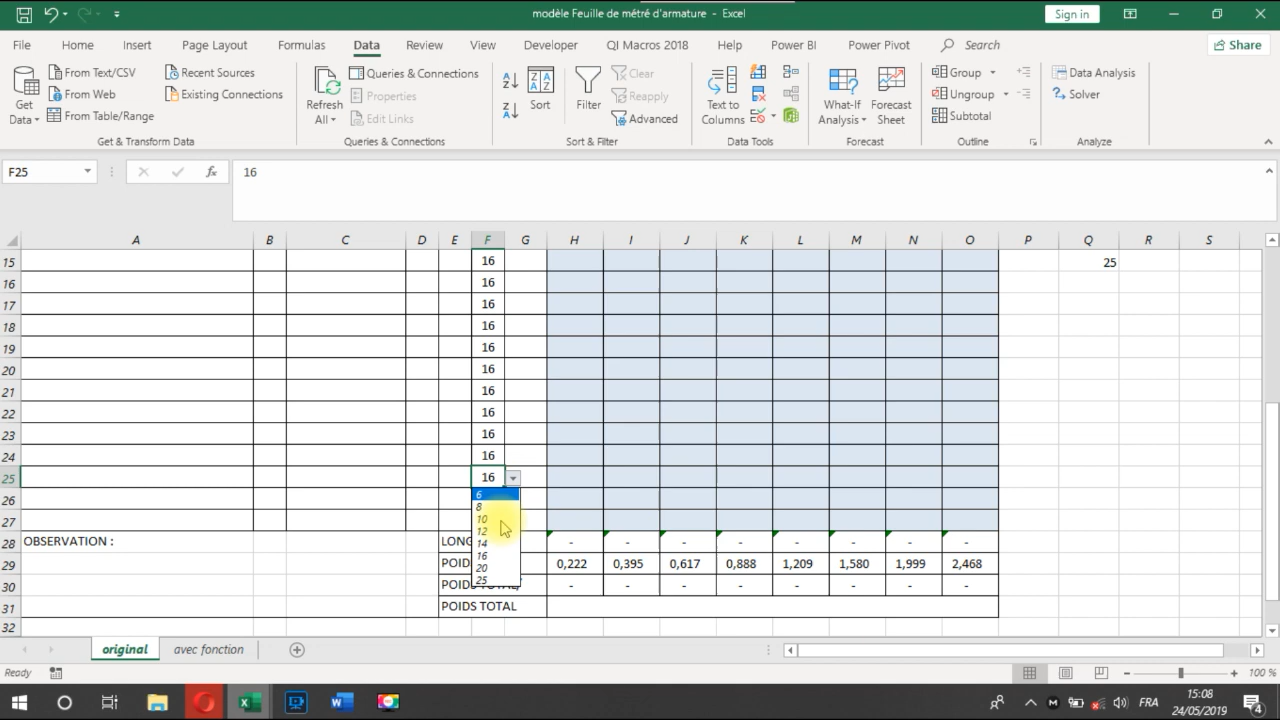 modèle Feuille de métré d'armature - Excel
Sign in
File Home Insert Page Layout Formulas Data Review View Developer QI Macros 2018 Help Power BI Power Pivot Search Share
Get Data
From Text/CSV
From Web
From Table/Range
Recent Sources
Existing Connections
Get & Transform Data
Refresh All
Queries & Connections
Properties
Edit Links
Queries & Connections
Sort
Filter
Clear
Reapply
Advanced
Sort & Filter
Text to Columns
Data Tools
What-If Analysis
Forecast Sheet
Forecast
Group
Ungroup
Subtotal
Outline
Data Analysis
Solver
Analyze
F25 fx 16
A B C D E F G H I J K L M N O P Q R S
15 16 25
16 16
17 16
18 16
19 16
20 16
21 16
22 16
23 16
24 16
25 16
26
27
6
8
10
12
14
16
20
25
28 OBSERVATION : LONG - - - - - - - -
29 POID 0,222 0,395 0,617 0,888 1,209 1,580 1,999 2,468
30 - - - - - - - -
31 POIDS TOTAL
32
original avec fonction
Ready 100 %
FRA 15:08
24/05/2019 4